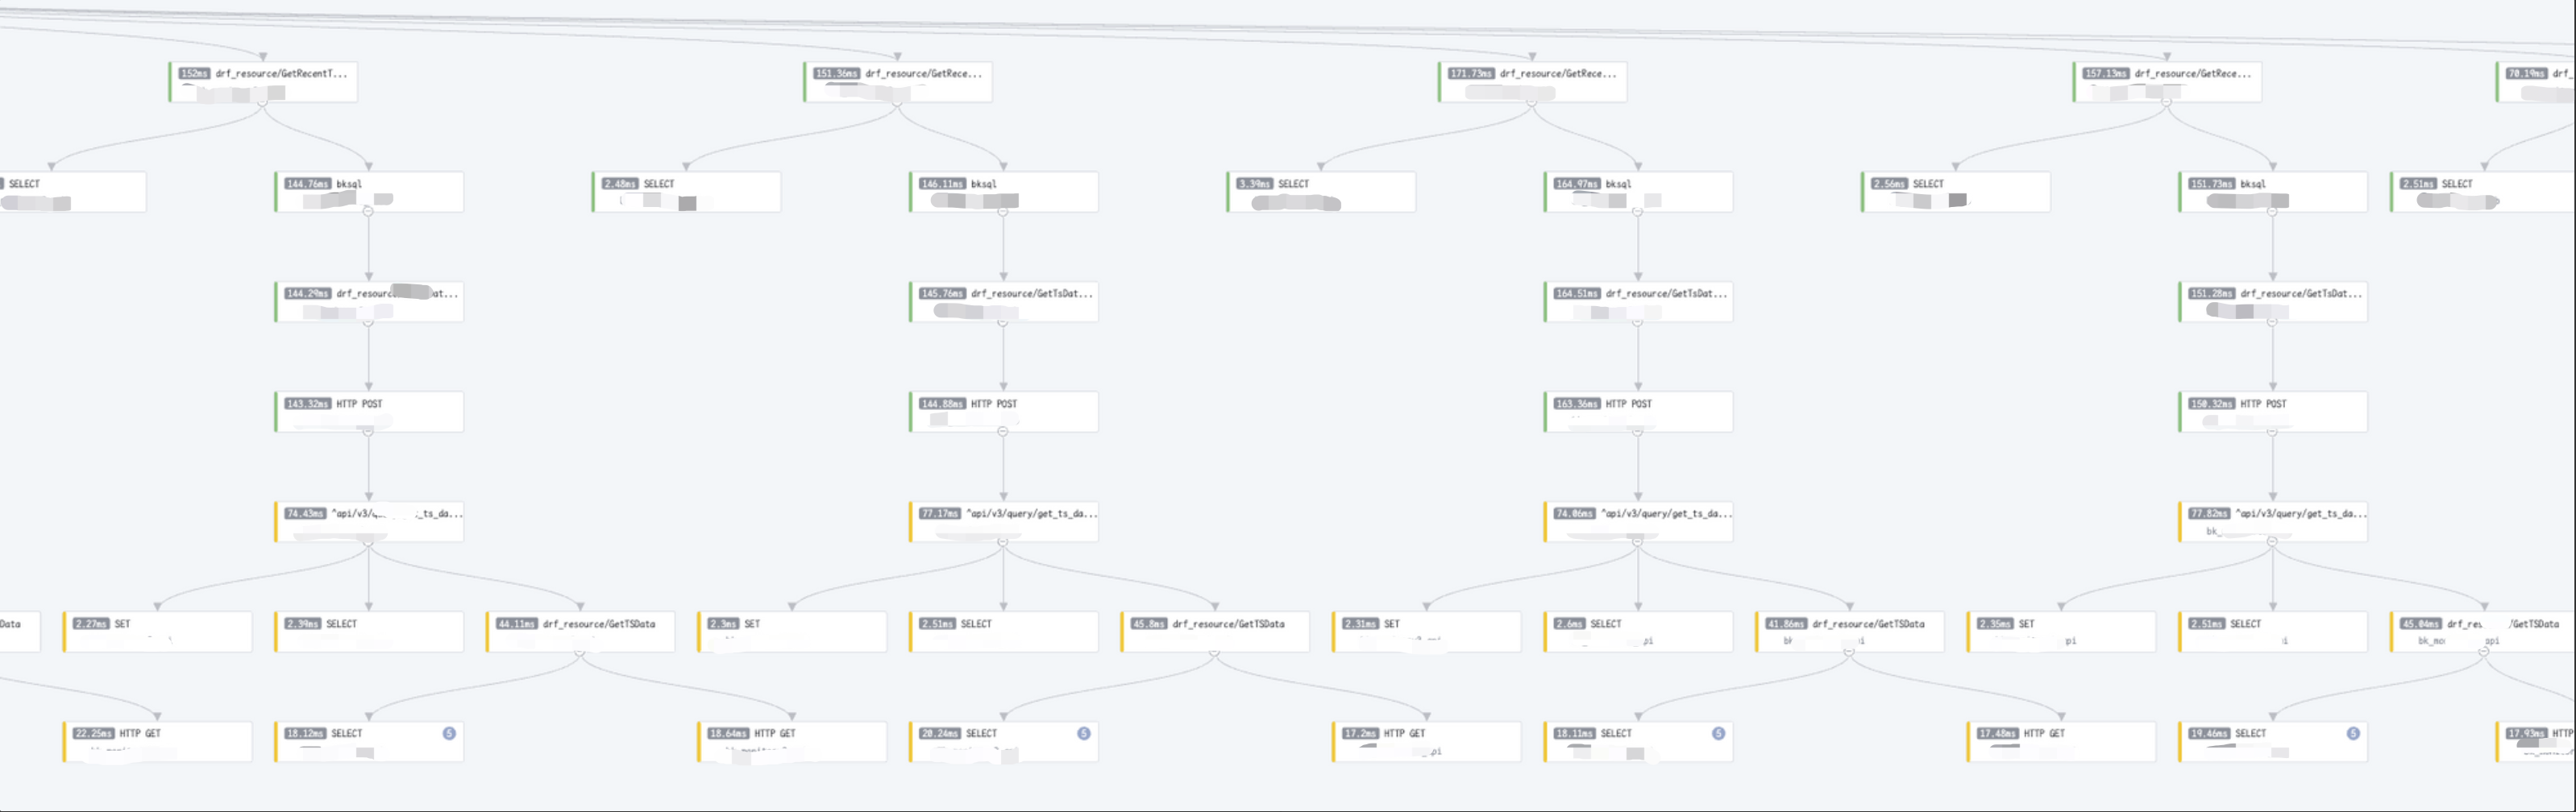 152ms drf_resource/GetRecentT...
151.36ms drf_resource/GetRece...
171.73ms drf_resource/GetRece...
157.13ms drf_resource/GetRece...
70.19ms drf_
SELECT
144.76ms bksql
2.48ms SELECT
146.11ms bksql
3.39ms SELECT
164.97ms bksql
2.56ms SELECT
151.73ms bksql
2.51ms SELECT
144.29ms drf_resourc at...
145.76ms drf_resource/GetTsDat...
164.51ms drf_resource/GetTsDat...
151.28ms drf_resource/GetTsDat...
143.32ms HTTP POST
144.88ms HTTP POST
163.36ms HTTP POST
150.32ms HTTP POST
74.43ms ^api/v3/ _ts_da...
77.17ms ^api/v3/query/get_ts_da...
74.06ms ^api/v3/query/get_ts_da...
77.82ms ^api/v3/query/get_ts_da...
bk_
Data
2.27ms SET
2.39ms SELECT
44.11ms drf_resource/GetTSData
2.3ms SET
2.51ms SELECT
45.8ms drf_resource/GetTSData
2.31ms SET
2.6ms SELECT
41.86ms drf_resource/GetTSData
2.35ms SET
2.51ms SELECT
45.04ms drf_res /GetTSData
pi
bk
pi
bk_mo api
22.25ms HTTP GET
18.12ms SELECT 5
18.64ms HTTP GET
20.24ms SELECT 5
17.2ms HTTP GET
18.11ms SELECT 5
17.48ms HTTP GET
19.46ms SELECT 5
17.93ms HTTP